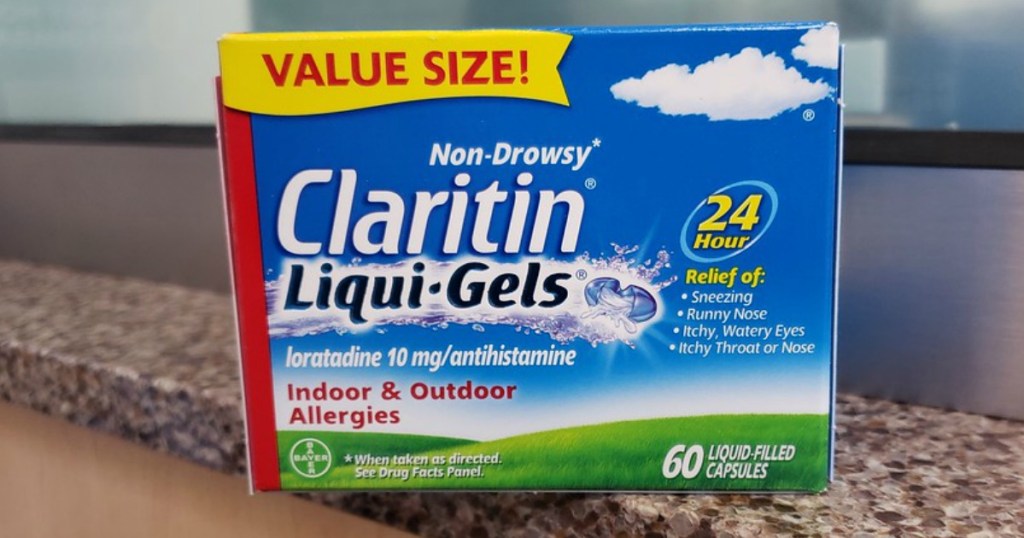 VALUE SIZE!
®
Non-Drowsy*
Claritin®
Liqui·Gels®
loratadine 10 mg/antihistamine
Indoor & Outdoor
Allergies
24
Hour
Relief of:
• Sneezing
• Runny Nose
• Itchy, Watery Eyes
• Itchy Throat or Nose
BAYER
BAYER
*When taken as directed.
See Drug Facts Panel.
60 LIQUID-FILLED
CAPSULES